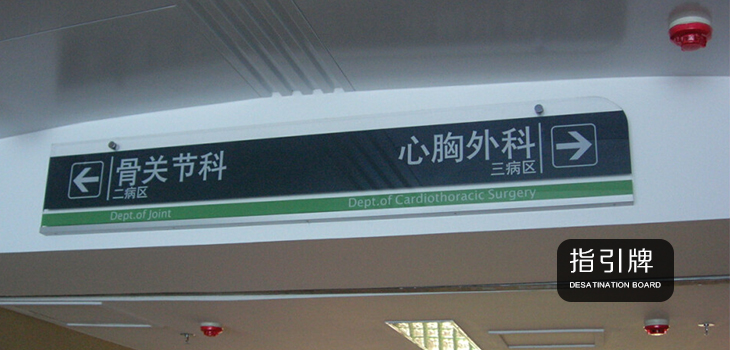 骨关节科
二病区
Dept.of Joint
心胸外科
三病区
Dept.of Cardiothoracic Surgery
指引牌
DESATINATION BOARD